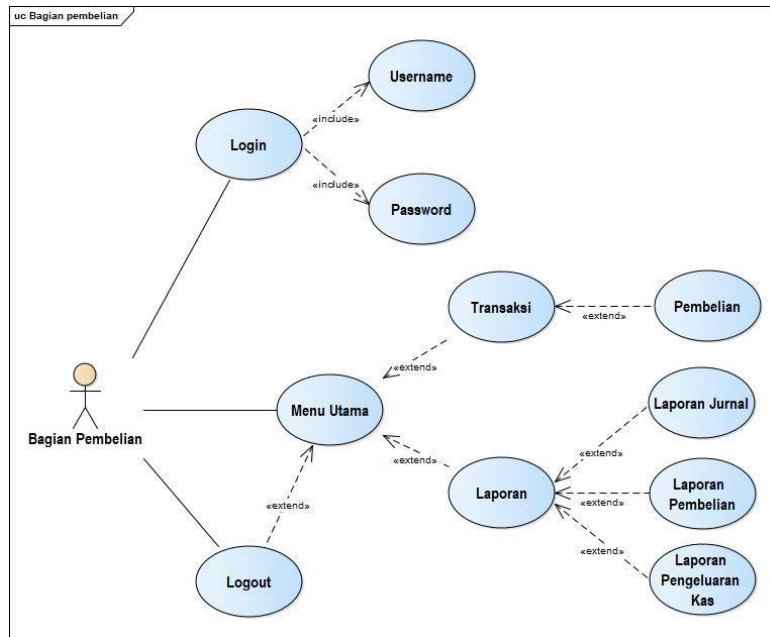 uc Bagian pembelian
Username
«include»
Login
«include»
Password
Transaksi
«extend»
Pembelian
«extend»
Bagian Pembelian
Menu Utama
Laporan Jurnal
«extend»
«extend»
Laporan
«extend»
Laporan
Pembelian
«extend»
Logout
«extend»
Laporan
Pengeluaran
Kas